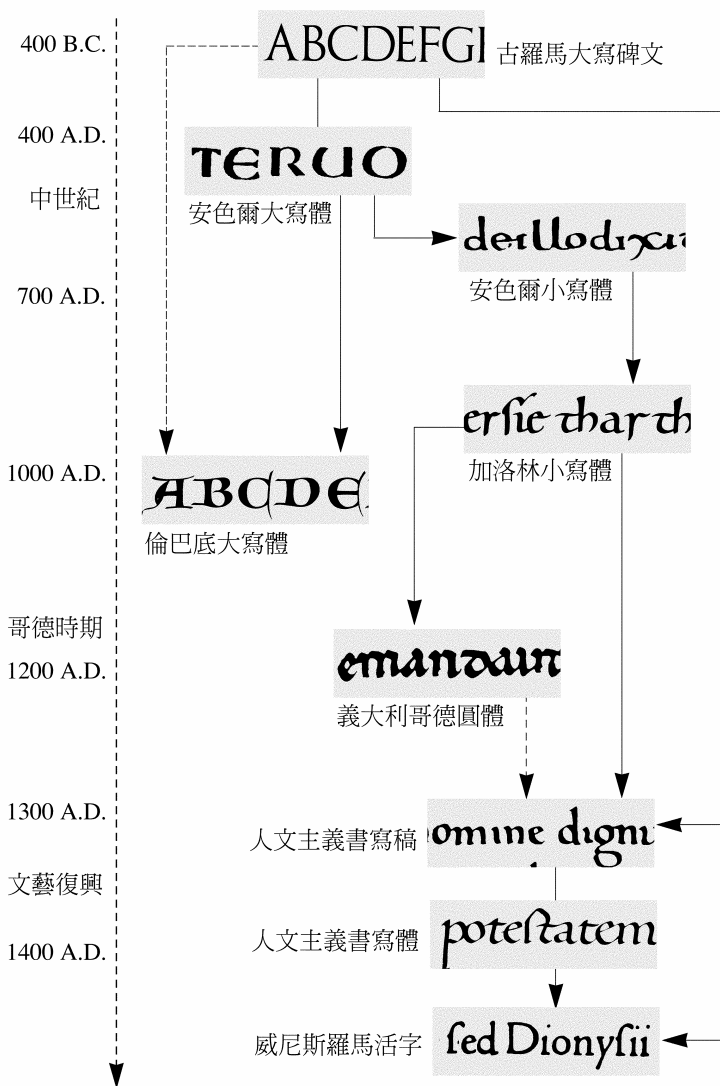 400 B.C.
ABCDEFG
古羅馬大寫碑文
400 A.D.
TERUO
中世紀
安色爾大寫體
安色爾小寫體
700 A.D.
erſie thar th
加洛林小寫體
1000 A.D.
ABCDE
倫巴底大寫體
哥德時期
1200 A.D.
義大利哥德圓體
1300 A.D.
人文主義書寫稿
omine dignu
文藝復興
人文主義書寫體
poteſtatem
1400 A.D.
威尼斯羅馬活字
ſed Dionyſii